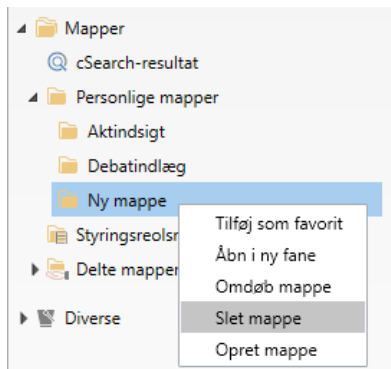 Mapper
cSearch-resultat
Personlige mapper
Aktindsigt
Debatindlæg
Ny mappe
Tilføj som favorit
Åbn i ny fane
Omdøb mappe
Slet mappe
Opret mappe
Styringsreolsr
Delte mapper
Diverse